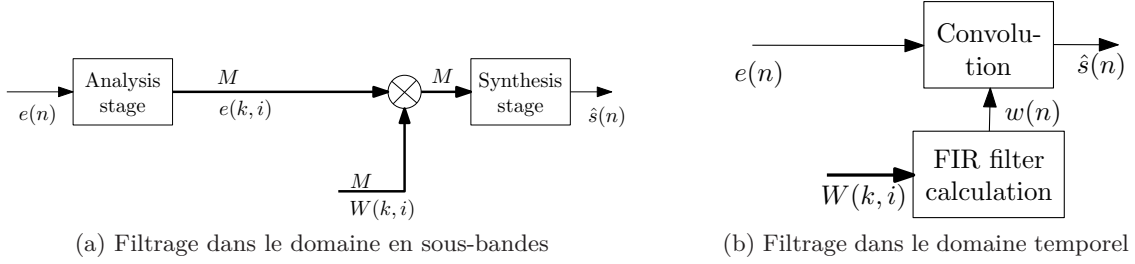 Analysis
stage
e(n)
M
e(k, i)
M
Synthesis
stage
ŝ(n)
M
W(k, i)
(a) Filtrage dans le domaine en sous-bandes
Convolu-
tion
e(n)
ŝ(n)
w(n)
FIR filter
calculation
W(k, i)
(b) Filtrage dans le domaine temporel